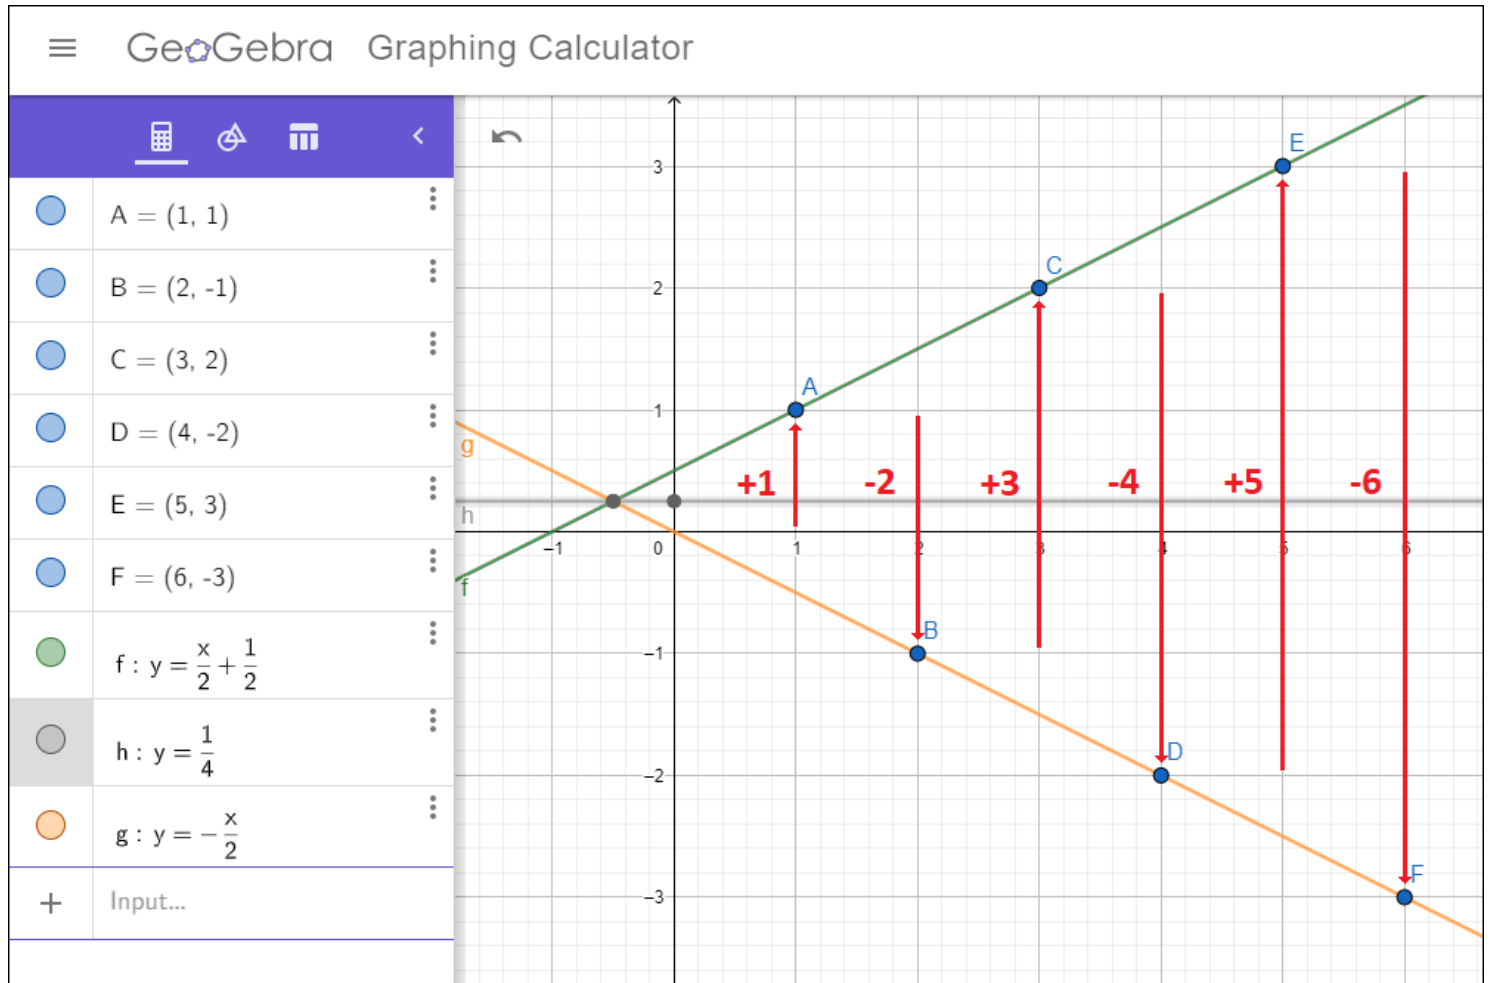 GeoGebra Graphing Calculator
A = (1, 1)
B = (2, -1)
C = (3, 2)
D = (4, -2)
E = (5, 3)
F = (6, -3)
f : y = x/2 + 1/2
h : y = 1/4
g : y = − x/2
+ Input...
3
2
1
−1
−2
−3
−1
0
1
2
3
4
5
6
A
B
C
D
E
F
g
h
f
+1
-2
+3
-4
+5
-6